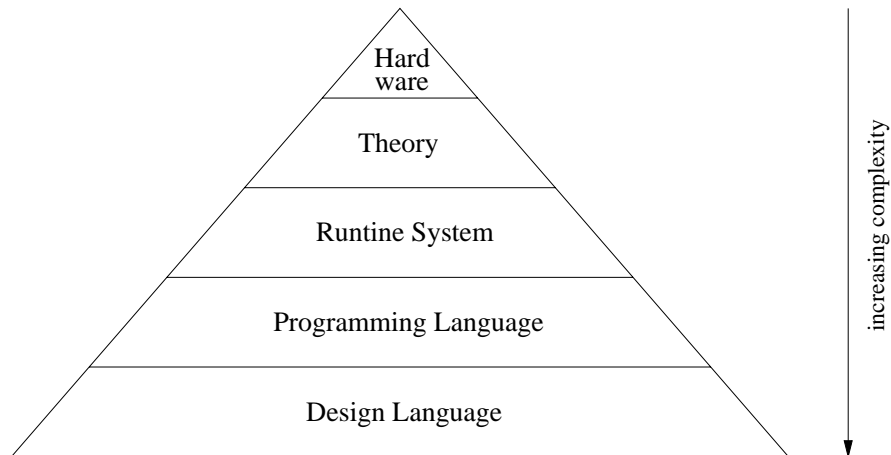 Hard
ware
Theory
Runtine System
Programming Language
Design Language
increasing complexity